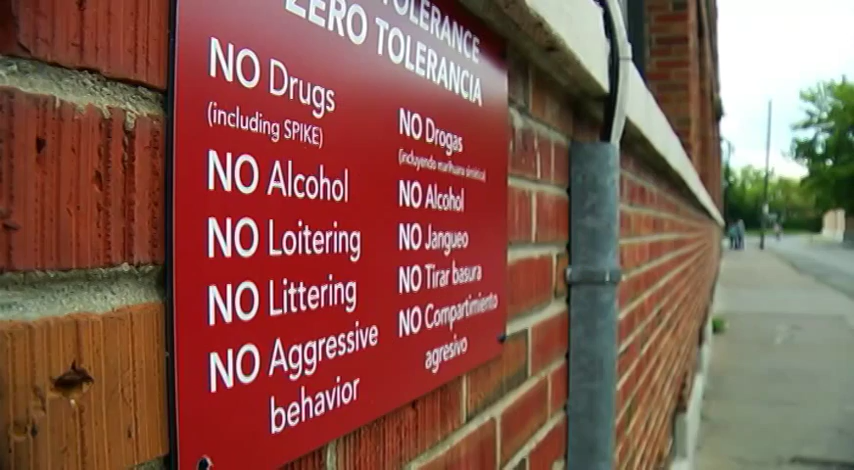 TOLERANCE
ZERO TOLERANCIA
NO Drugs
(including SPIKE)
NO Alcohol
NO Loitering
NO Littering
NO Aggressive
behavior
NO Drogas
(incluyendo marihuana sintética)
NO Alcohol
NO Jangueo
NO Tirar basura
NO Compartimiento
agresivo